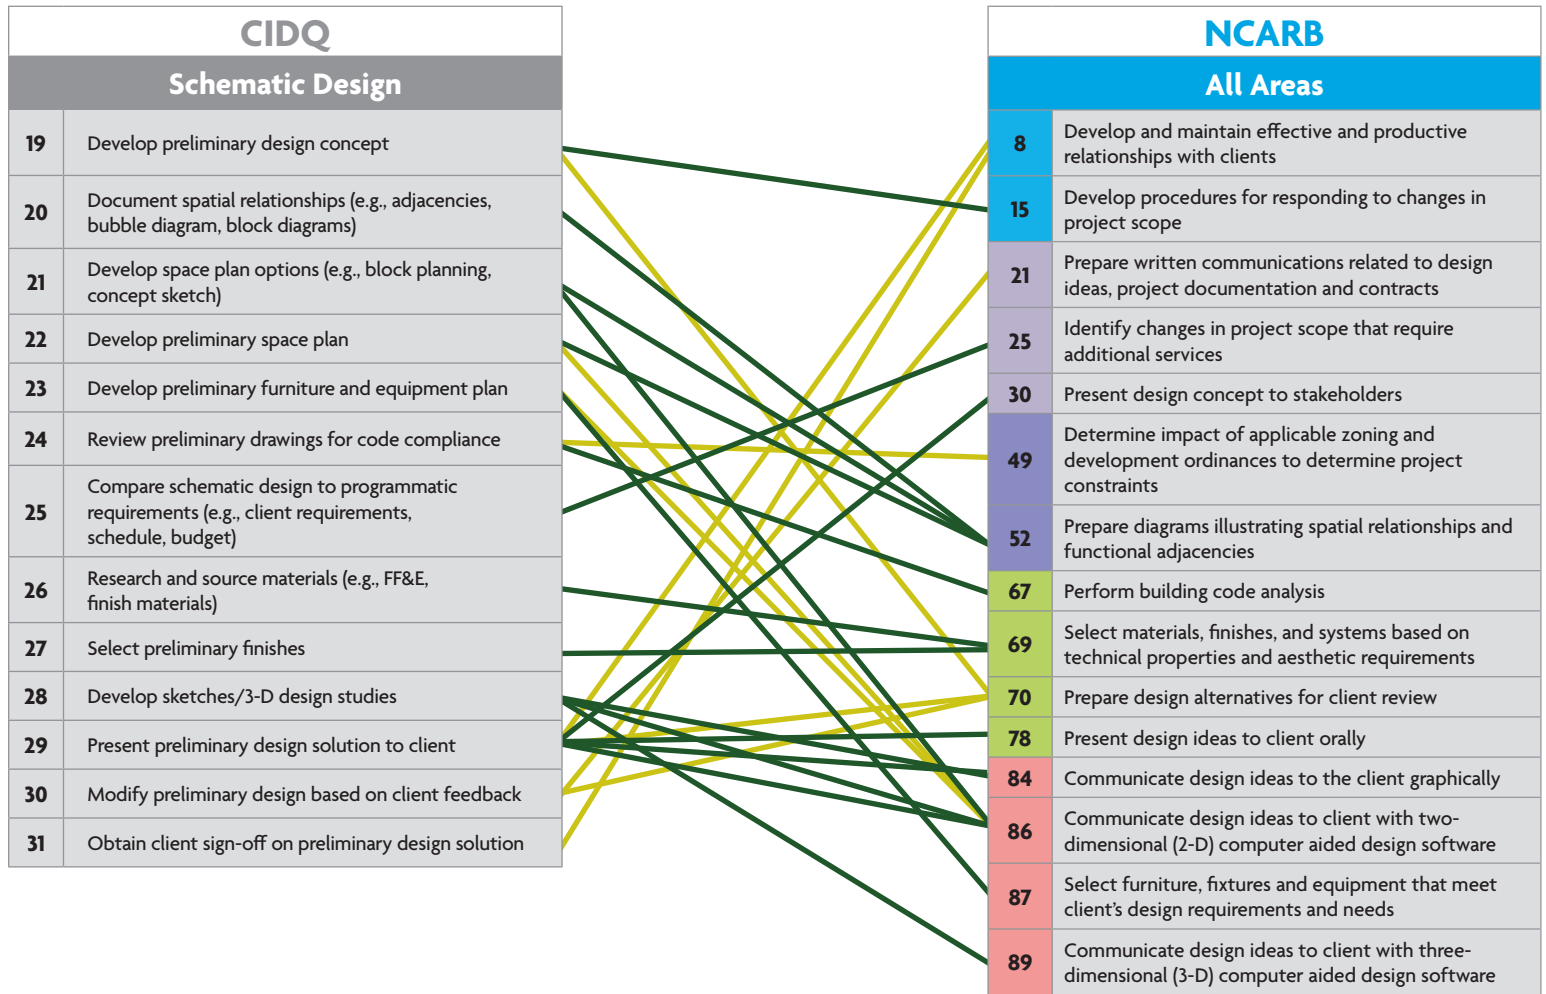 CIDQ
Schematic Design
19 Develop preliminary design concept
20 Document spatial relationships (e.g., adjacencies,
bubble diagram, block diagrams)
21 Develop space plan options (e.g., block planning,
concept sketch)
22 Develop preliminary space plan
23 Develop preliminary furniture and equipment plan
24 Review preliminary drawings for code compliance
25 Compare schematic design to programmatic
requirements (e.g., client requirements,
schedule, budget)
26 Research and source materials (e.g., FF&E,
finish materials)
27 Select preliminary finishes
28 Develop sketches/3-D design studies
29 Present preliminary design solution to client
30 Modify preliminary design based on client feedback
31 Obtain client sign-off on preliminary design solution
NCARB
All Areas
8 Develop and maintain effective and productive
relationships with clients
15 Develop procedures for responding to changes in
project scope
21 Prepare written communications related to design
ideas, project documentation and contracts
25 Identify changes in project scope that require
additional services
30 Present design concept to stakeholders
49 Determine impact of applicable zoning and
development ordinances to determine project
constraints
52 Prepare diagrams illustrating spatial relationships and
functional adjacencies
67 Perform building code analysis
69 Select materials, finishes, and systems based on
technical properties and aesthetic requirements
70 Prepare design alternatives for client review
78 Present design ideas to client orally
84 Communicate design ideas to the client graphically
86 Communicate design ideas to client with two-
dimensional (2-D) computer aided design software
87 Select furniture, fixtures and equipment that meet
client's design requirements and needs
89 Communicate design ideas to client with three-
dimensional (3-D) computer aided design software